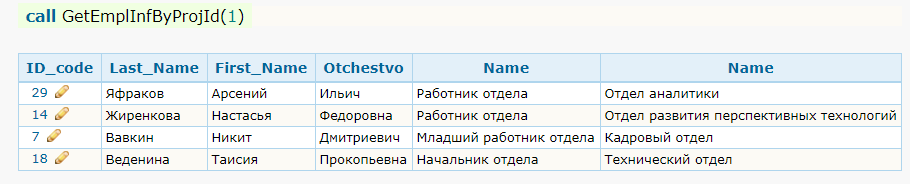 call GetEmplInfByProjId(1)
ID_code Last_Name First_Name Otchestvo Name Name
29 Яфраков Арсений Ильич Работник отдела Отдел аналитики
14 Жиренкова Настасья Федоровна Работник отдела Отдел развития перспективных технологий
7 Вавкин Никит Дмитриевич Младший работник отдела Кадровый отдел
18 Веденина Таисия Прокопьевна Начальник отдела Технический отдел